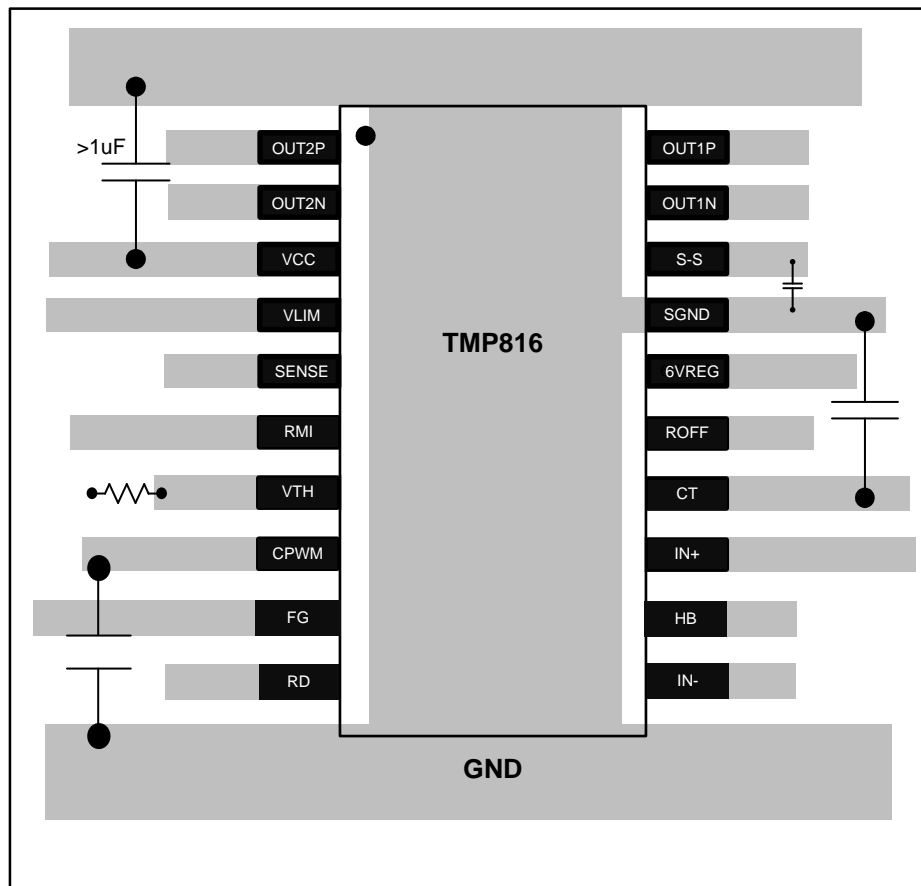 >1uF
OUT2P
OUT1P
OUT2N
OUT1N
VCC
S-S
VLIM
SGND
TMP816
SENSE
6VREG
RMI
ROFF
VTH
CT
CPWM
IN+
FG
HB
RD
IN-
GND